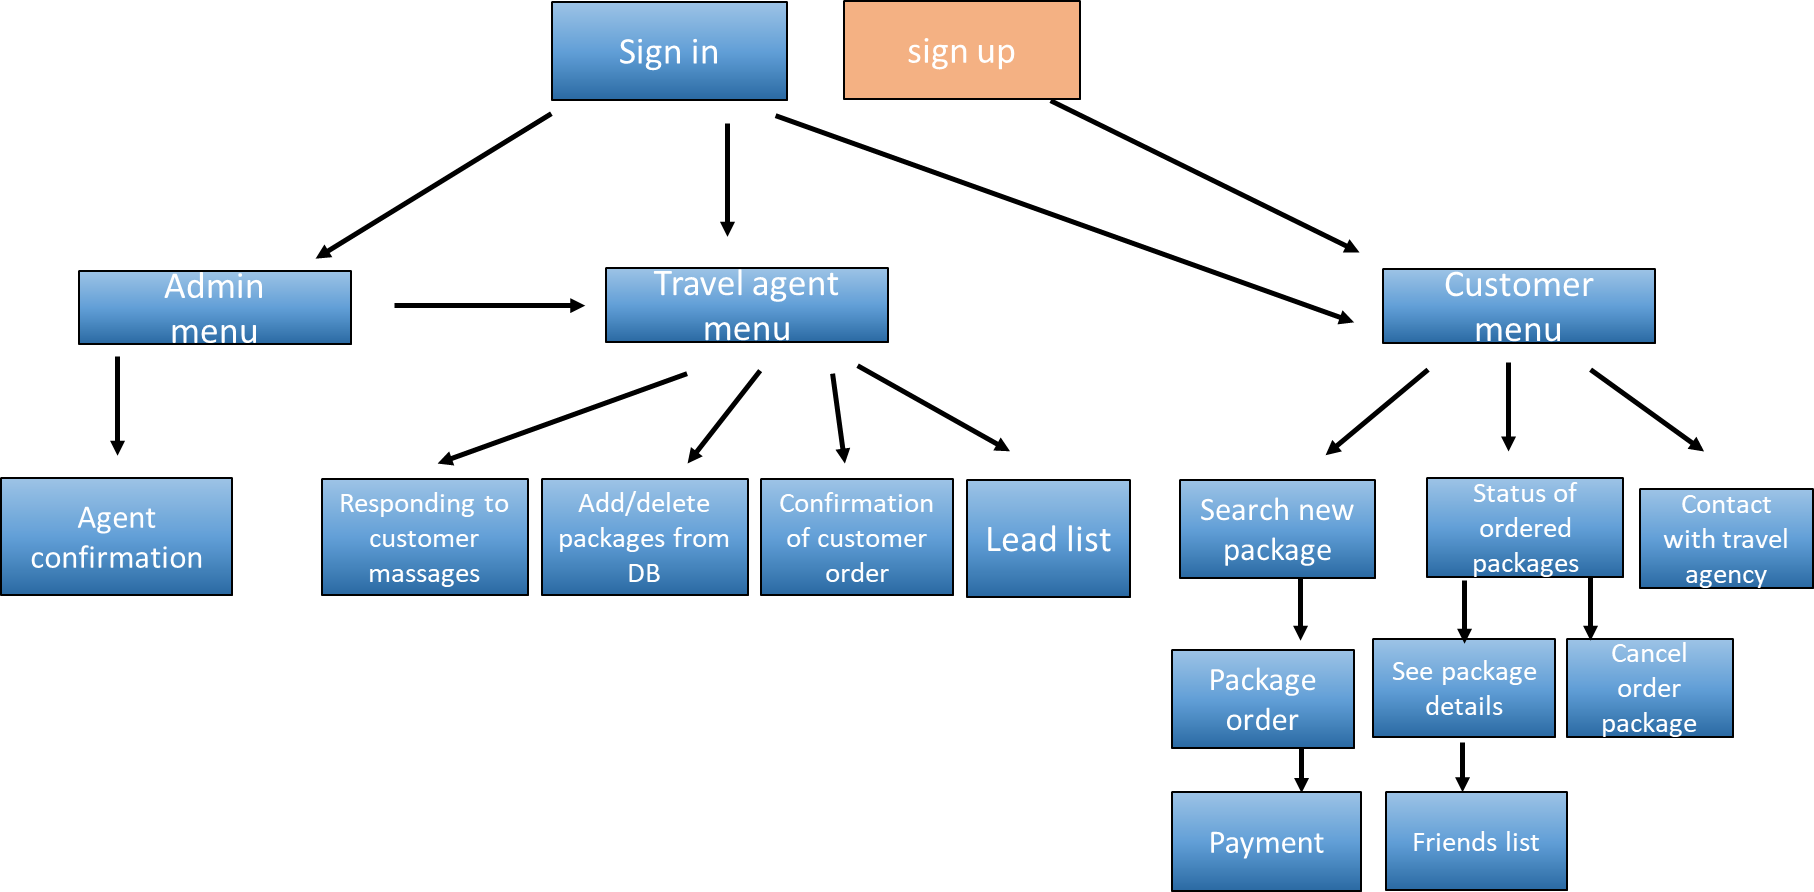 Sign in
sign up
Admin
menu
Travel agent
menu
Customer
menu
Agent
confirmation
Responding to
customer
massages
Add/delete
packages from
DB
Confirmation
of customer
order
Lead list
Search new
package
Status of
ordered
packages
Contact
with travel
agency
Package
order
See package
details
Cancel
order
package
Payment
Friends list